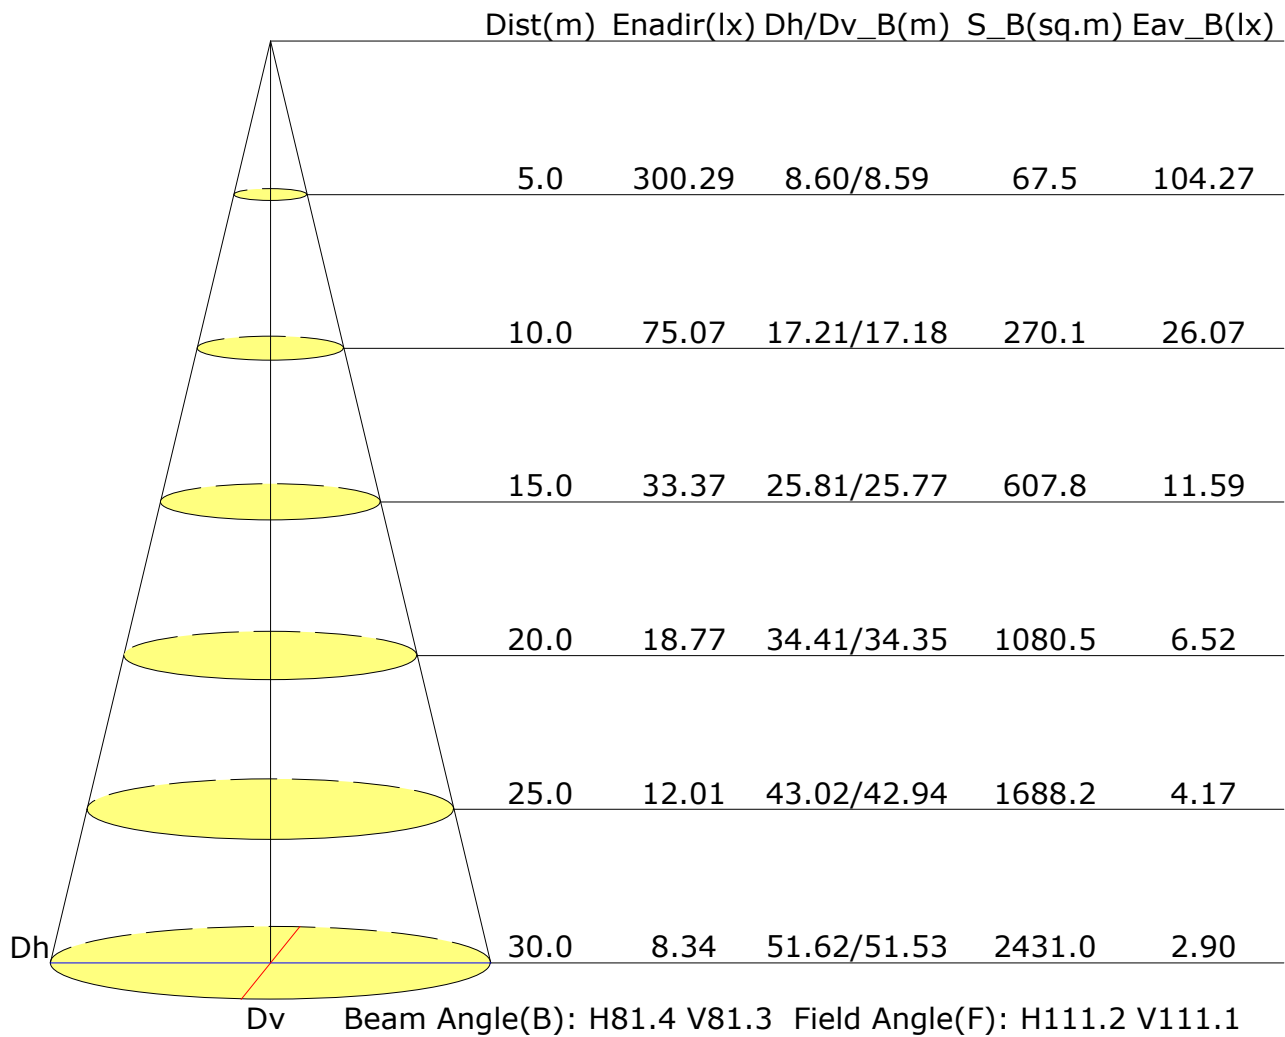 Dist(m) Enadir(lx) Dh/Dv_B(m) S_B(sq.m) Eav_B(lx)
5.0 300.29 8.60/8.59 67.5 104.27
10.0 75.07 17.21/17.18 270.1 26.07
15.0 33.37 25.81/25.77 607.8 11.59
20.0 18.77 34.41/34.35 1080.5 6.52
25.0 12.01 43.02/42.94 1688.2 4.17
Dh 30.0 8.34 51.62/51.53 2431.0 2.90
Dv Beam Angle(B): H81.4 V81.3 Field Angle(F): H111.2 V111.1